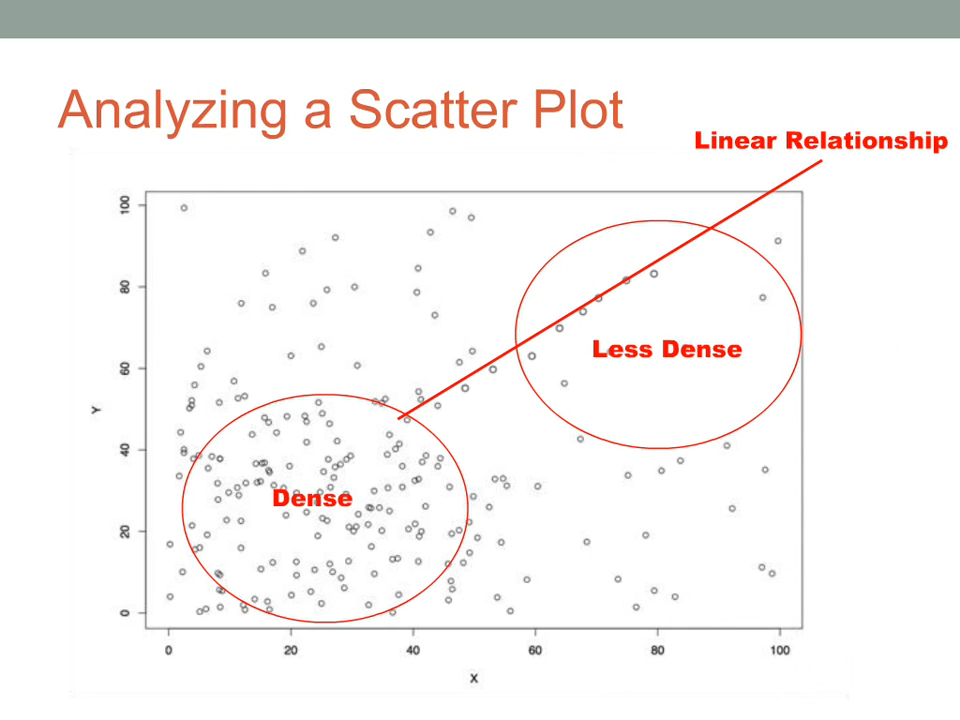 Analyzing a Scatter Plot
Linear Relationship
Less Dense
Dense
100
80
60
40
20
0
Y
0 20 40 60 80 100
X